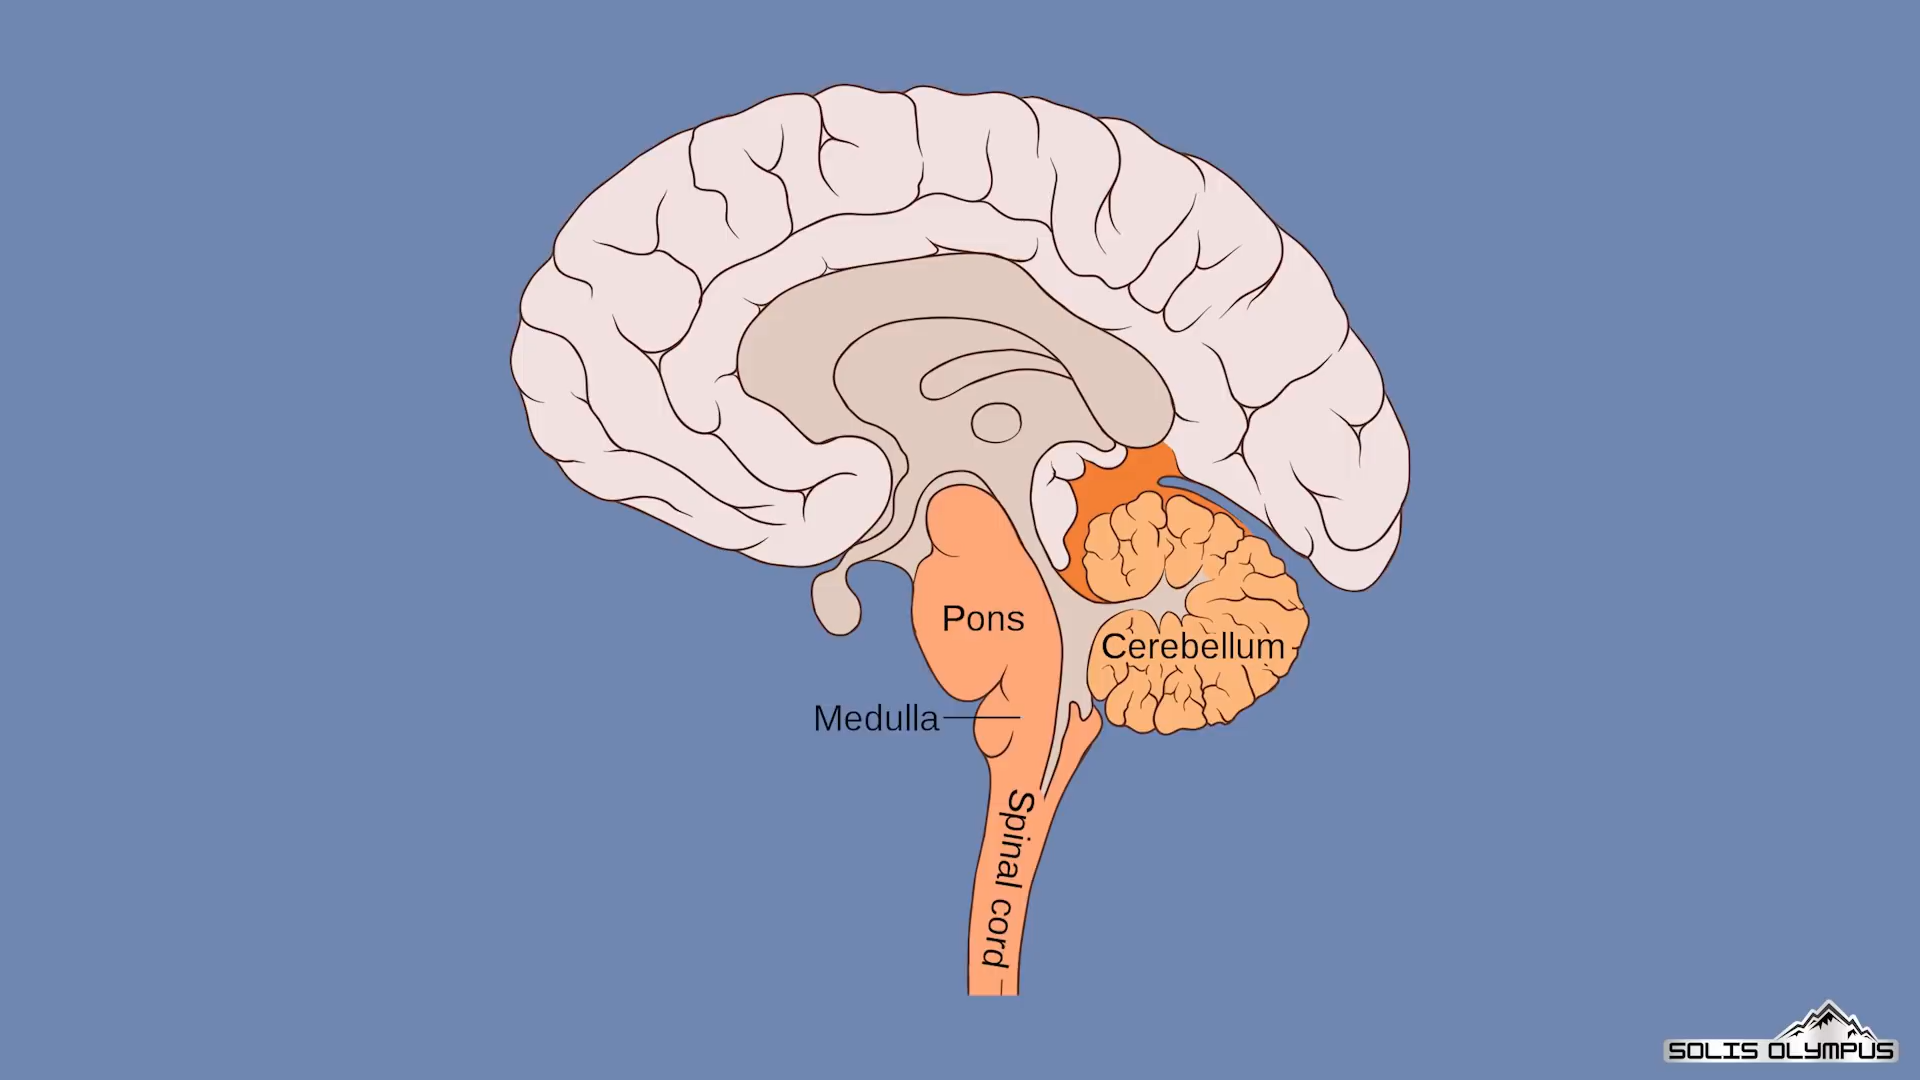 Pons
Cerebellum
Medulla
Spinal cord
SOLIS OLYMPUS